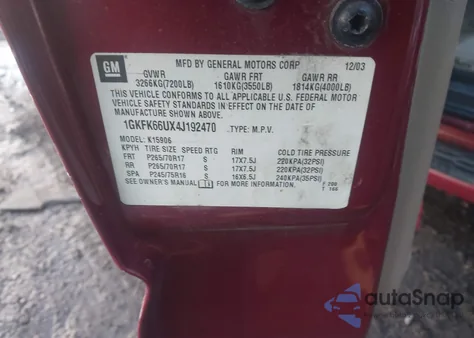 GM
MFD BY GENERAL MOTORS CORP 12/03
GVWR GAWR FRT GAWR RR
3266KG(7200LB) 1610KG(3550LB) 1814KG(4000LB)
THIS VEHICLE CONFORMS TO ALL APPLICABLE U.S. FEDERAL MOTOR
VEHICLE SAFETY STANDARDS IN EFFECT ON THE DATE OF
MANUFACTURE SHOWN ABOVE.
1GKFK66UX4J192470 TYPE: M.P.V.
MODEL: K15906
KPYH TIRE SIZE SPEED RTG RIM COLD TIRE PRESSURE
FRT P265/70R17 S 17X7.5J 220KPA(32PSI)
RR P265/70R17 S 17X7.5J 220KPA(32PSI)
SPA P245/75R16 S 16X6.5J 240KPA(35PSI)
SEE OWNER'S MANUAL FOR MORE INFORMATION.
autoSnap